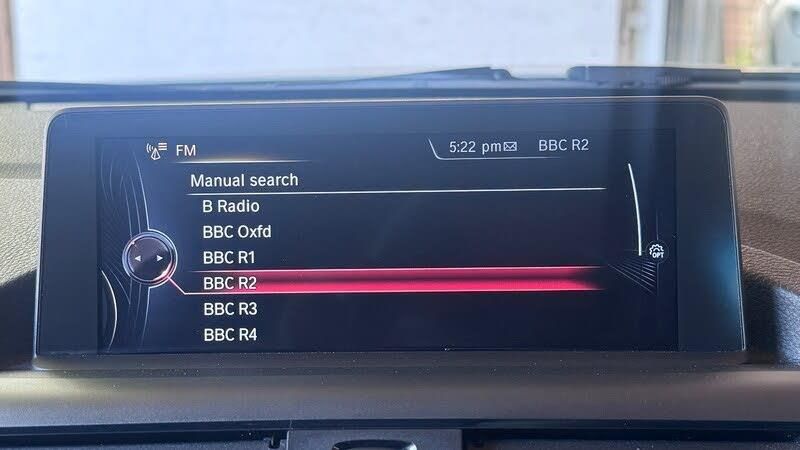 FM
5:22 pm BBC R2
Manual search
B Radio
BBC Oxfd
BBC R1
BBC R2
BBC R3
BBC R4
OPT